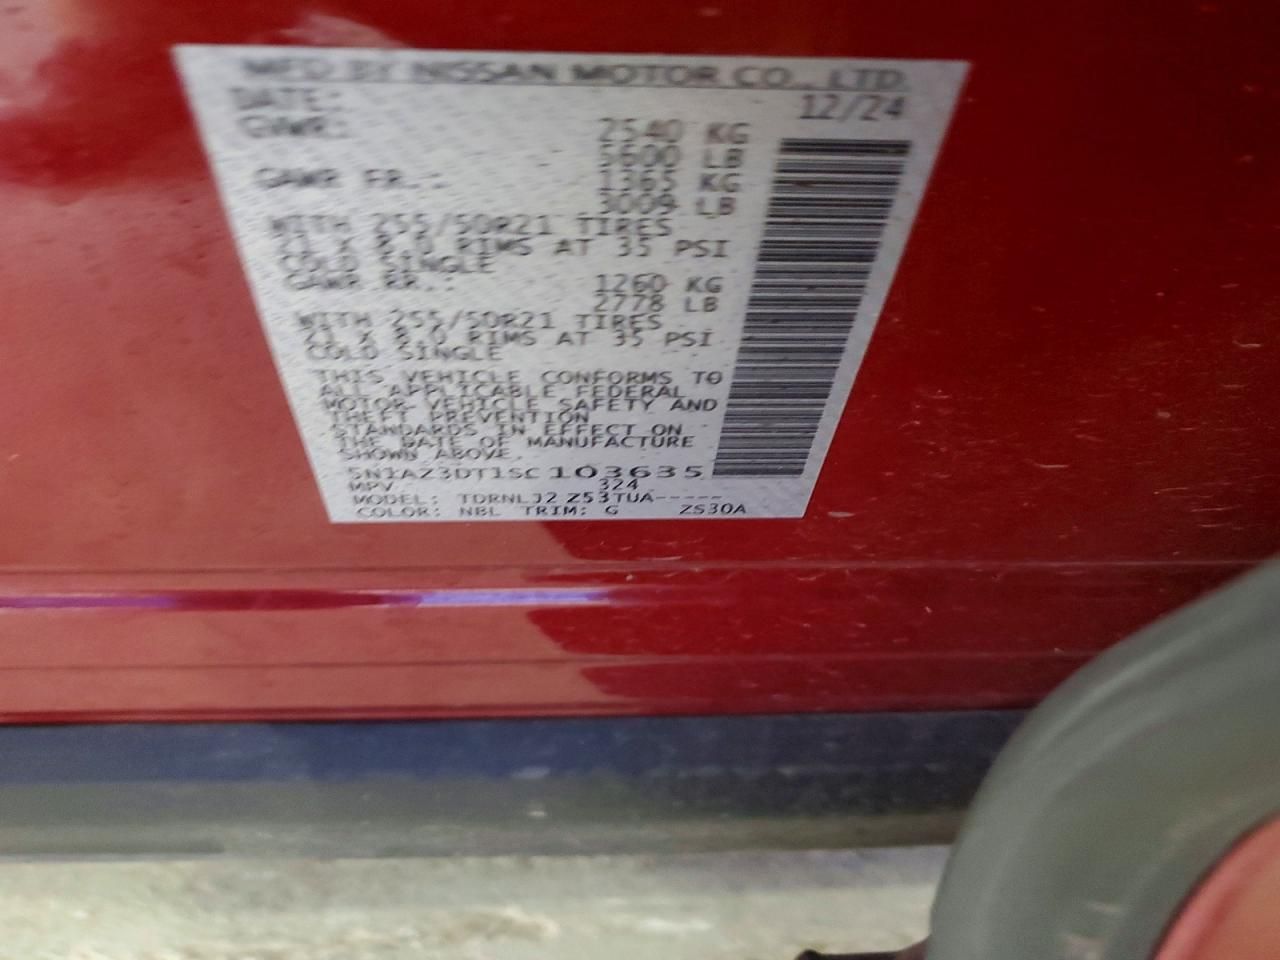 MFD BY NISSAN MOTOR CO., LTD.
DATE: 12/24
GVWR: 2540 KG
5600 LB
GAWR FR.: 1365 KG
3009 LB
WITH 255/50R21 TIRES
21 X 8.0 RIMS AT 35 PSI
COLD SINGLE
GAWR RR.: 1260 KG
2778 LB
WITH 255/50R21 TIRES
21 X 8.0 RIMS AT 35 PSI
COLD SINGLE
THIS VEHICLE CONFORMS TO
ALL APPLICABLE FEDERAL
MOTOR VEHICLE SAFETY AND
THEFT PREVENTION
STANDARDS IN EFFECT ON
THE DATE OF MANUFACTURE
SHOWN ABOVE.
5N1AZ3DT1SC103635
MPV 324
MODEL: TDRNLJ2 Z53TUA-----
COLOR: NBL TRIM: G ZS30A